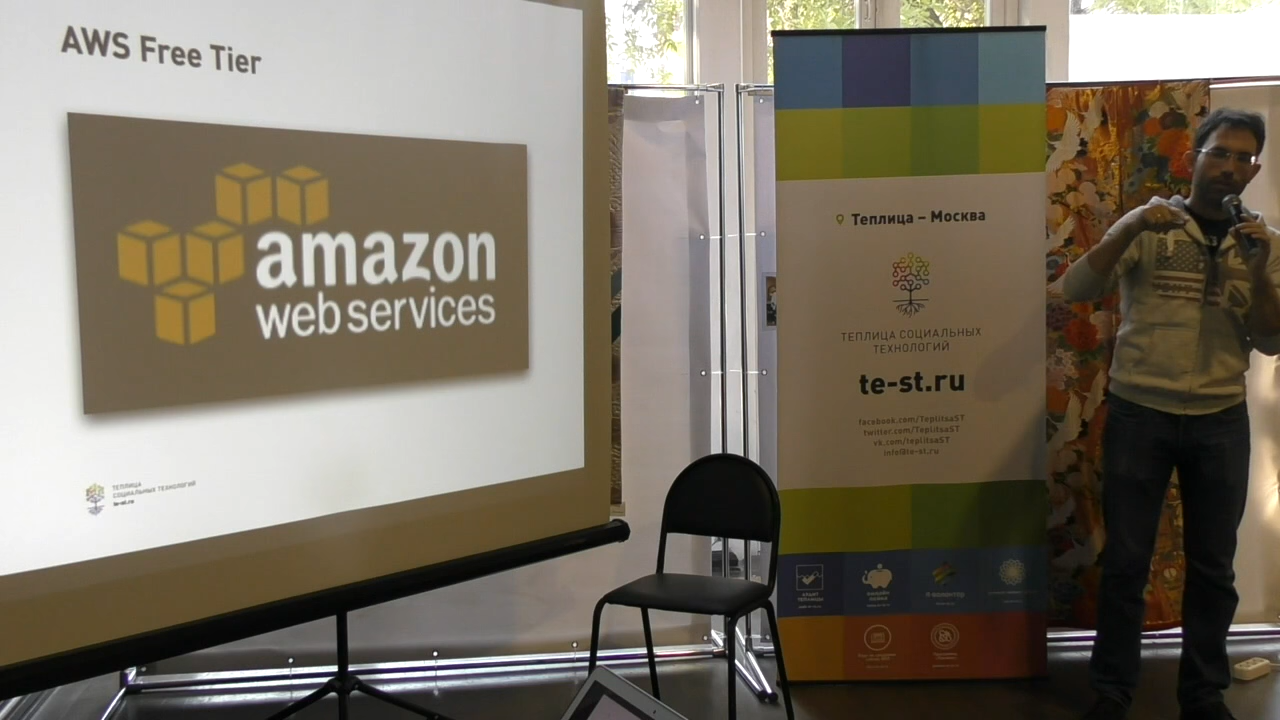 AWS Free Tier
amazon
web services
ТЕПЛИЦА
СОЦИАЛЬНЫХ ТЕХНОЛОГИЙ
te-st.ru
Теплица – Москва
ТЕПЛИЦА СОЦИАЛЬНЫХ
ТЕХНОЛОГИЙ
te-st.ru
facebook.com/TeplitsaST
twitter.com/TeplitsaST
vk.com/teplitsaST
info@te-st.ru